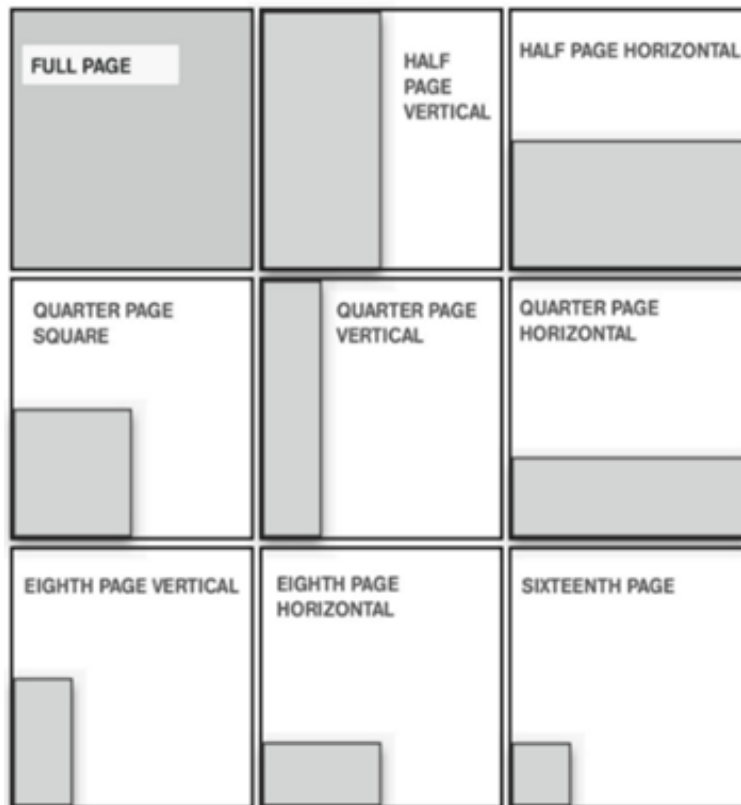 FULL PAGE
HALF
PAGE
VERTICAL
HALF PAGE HORIZONTAL
QUARTER PAGE
SQUARE
QUARTER PAGE
VERTICAL
QUARTER PAGE
HORIZONTAL
EIGHTH PAGE VERTICAL
EIGHTH PAGE
HORIZONTAL
SIXTEENTH PAGE